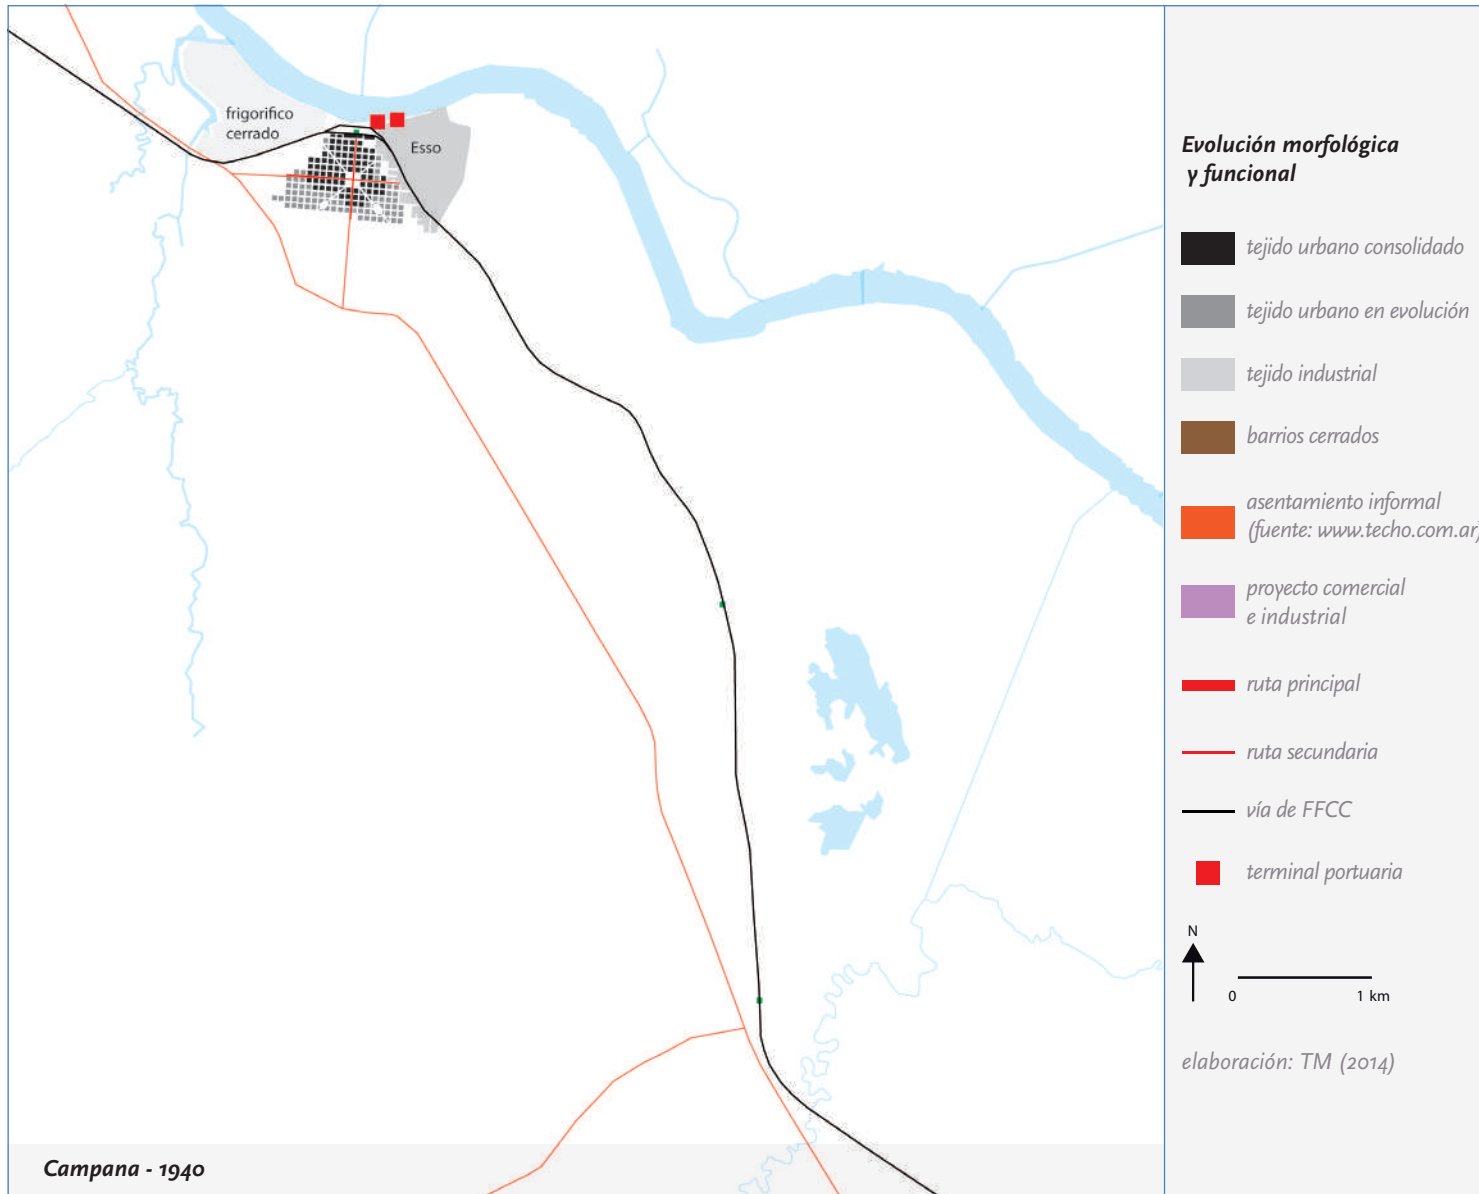 frigorifico
cerrado
Esso
Campana - 1940
Evolución morfológica
y funcional
tejido urbano consolidado
tejido urbano en evolución
tejido industrial
barrios cerrados
asentamiento informal
(fuente: www.techo.com.ar)
proyecto comercial
e industrial
ruta principal
ruta secundaria
vía de FFCC
terminal portuaria
N
0 1 km
elaboración: TM (2014)